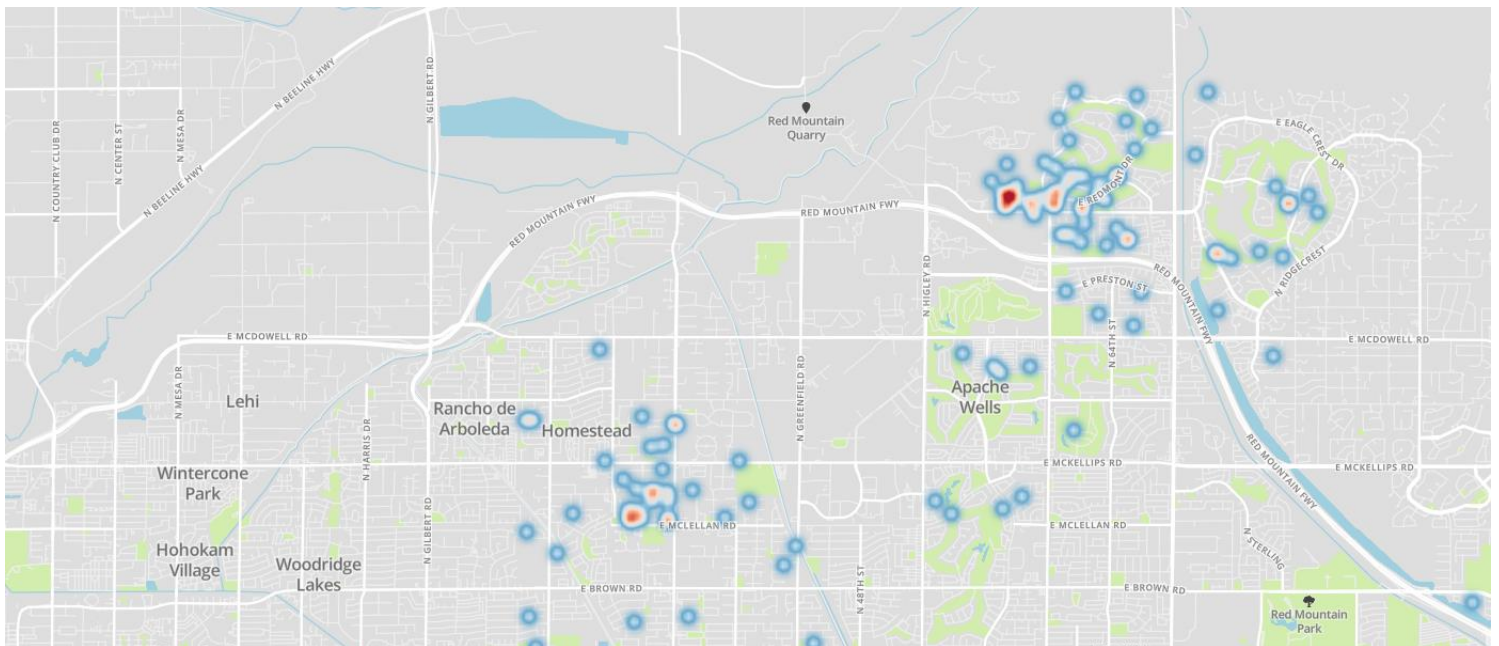 N BEELINE HWY
N GILBERT RD
Red Mountain
Quarry
E EAGLE CREST DR
N COUNTRY CLUB DR
N CENTER ST
N MESA DR
N BEELINE HWY
E REDMONT DR
RED MOUNTAIN FWY
RED MOUNTAIN FWY
N HIGLEY RD
N RIDGECREST
E PRESTON ST
RED MOUNTAIN FWY
E MCDOWELL RD
E MCDOWELL RD
N 64TH ST
N GREENFIELD RD
N MESA DR
Lehi
Rancho de
Arboleda
Homestead
Apache
Wells
N HARRIS DR
Wintercone
Park
E MCKELLIPS RD
E MCKELLIPS RD
RED MOUNTAIN FWY
N GILBERT RD
E MCLELLAN RD
E MCLELLAN RD
N STERLING
Hohokam
Village
Woodridge
Lakes
N 48TH ST
E BROWN RD
E BROWN RD
Red Mountain
Park